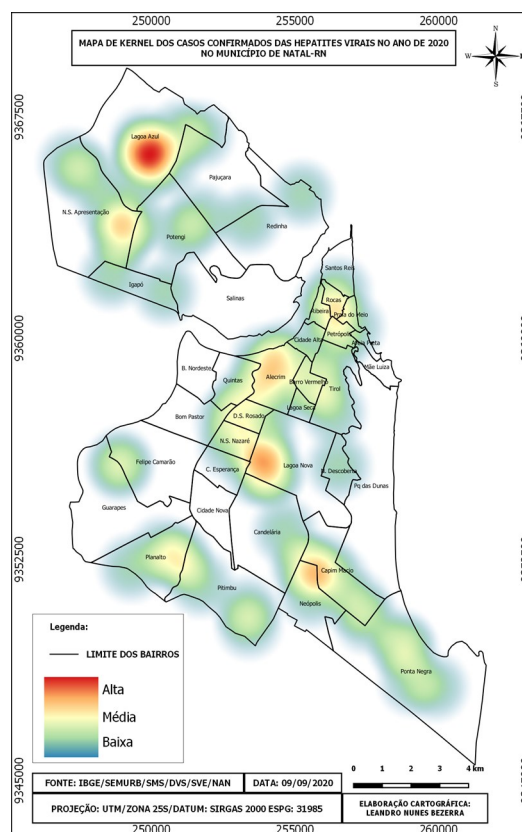 250000 255000 260000
MAPA DE KERNEL DOS CASOS CONFIRMADOS DAS HEPATITES VIRAIS NO ANO DE 2020
NO MUNICÍPIO DE NATAL-RN
N
W E
S
9367500
Lagoa Azul
Pajuçara
N.S. Apresentação
Redinha
Potengi
Santos Reis
Igapó
Salinas
Rocas
Ribeira
Praia do Meio
9360000
Petrópolis
Cidade Alta
Areia Preta
Mãe Luiza
B. Nordeste
Quintas
Alecrim
Barro Vermelho
Tirol
Lagoa Seca
Bom Pastor
D.S. Rosado
N.S. Nazaré
Felipe Camarão
C. Esperança
Lagoa Nova
N. Descoberta
Pq das Dunas
Guarapes
Cidade Nova
Candelária
9352500
Planalto
Capim Macio
Pitimbu
Neópolis
Ponta Negra
Legenda:
LIMITE DOS BAIRROS
Alta
Média
Baixa
0 1 2 3 4 km
9345000
FONTE: IBGE/SEMURB/SMS/DVS/SVE/NAN
DATA: 09/09/2020
PROJEÇÃO: UTM/ZONA 25S/DATUM: SIRGAS 2000 ESPG: 31985
ELABORAÇÃO CARTOGRÁFICA:
LEANDRO NUNES BEZERRA
250000 255000 260000